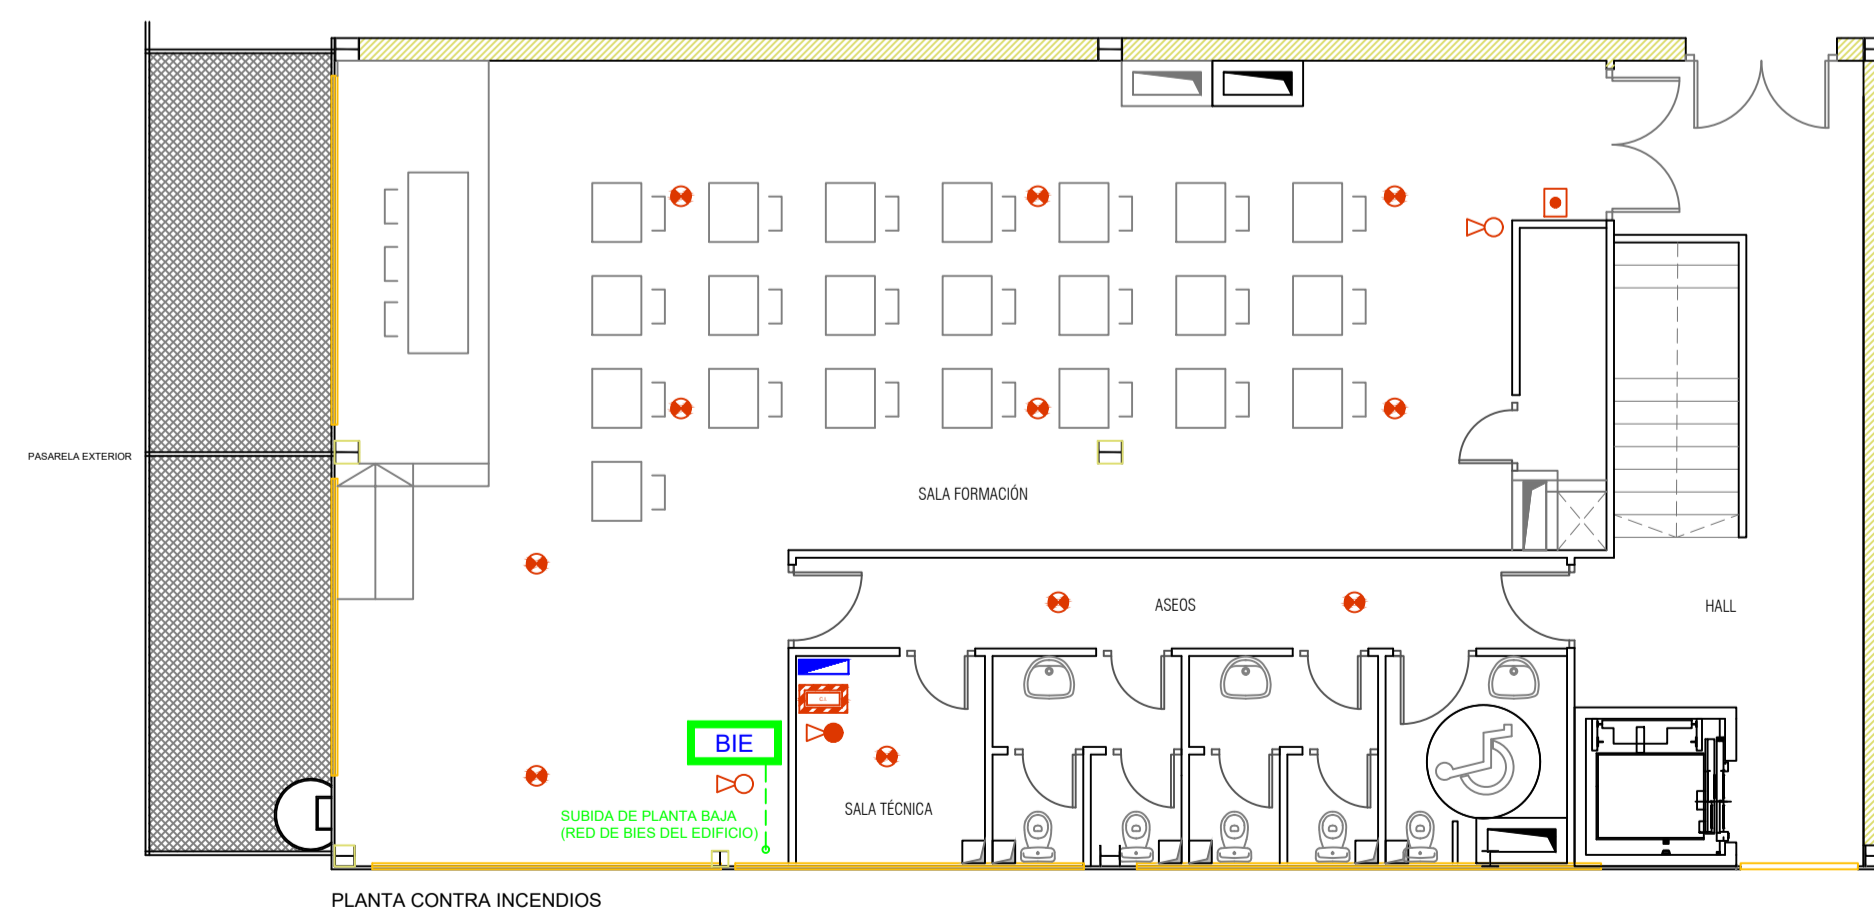 PASARELA EXTERIOR
SALA FORMACIÓN
ASEOS
HALL
BIE
SUBIDA DE PLANTA BAJA
(RED DE BIES DEL EDIFICIO)
SALA TÉCNICA
PLANTA CONTRA INCENDIOS